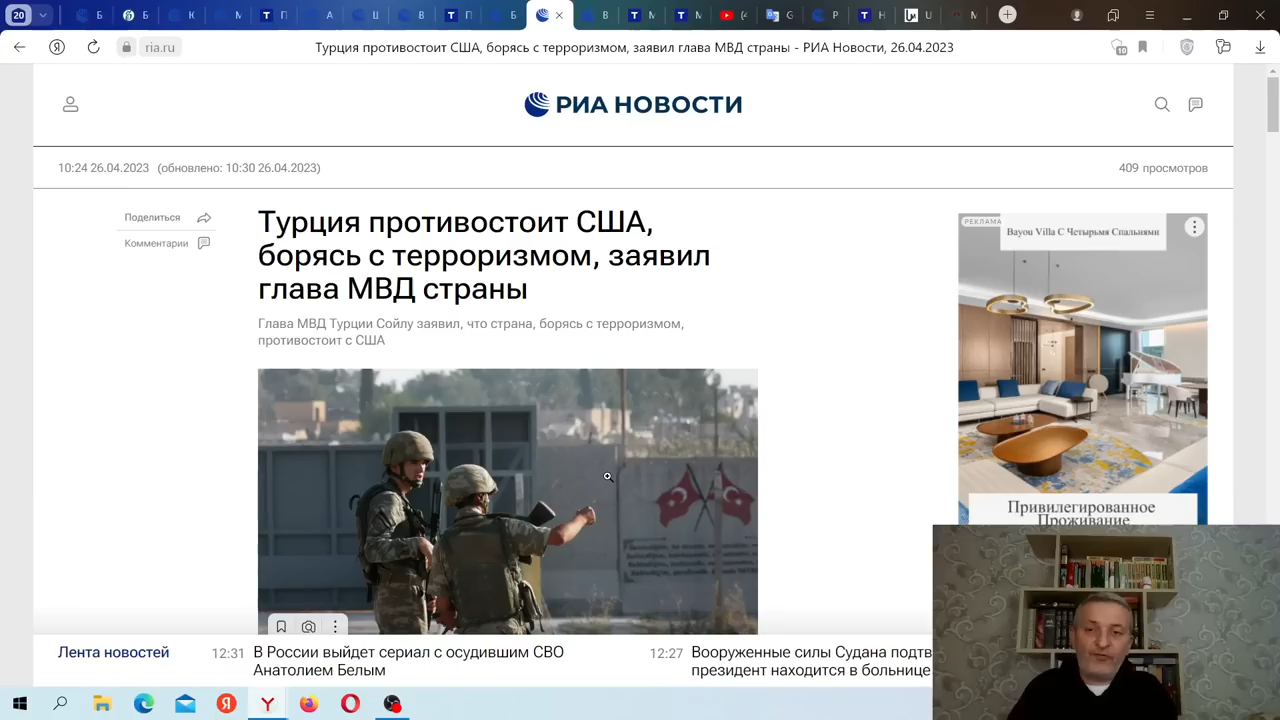 20
ria.ru
Турция противостоит США, борясь с терроризмом, заявил глава МВД страны - РИА Новости, 26.04.2023
10
РИА НОВОСТИ
10:24 26.04.2023 (обновлено: 10:30 26.04.2023)
409 просмотров
Поделиться
Комментарии
Турция противостоит США,
борясь с терроризмом, заявил
глава МВД страны
Глава МВД Турции Сойлу заявил, что страна, борясь с терроризмом,
противостоит с США
РЕКЛАМА
Bayou Villa С Четырьмя Спальнями
Привилегированное
Проживание
Лента новостей
12:31
В России выйдет сериал с осудившим СВО
Анатолием Белым
12:27
Вооруженные силы Судана подтв
президент находится в больнице